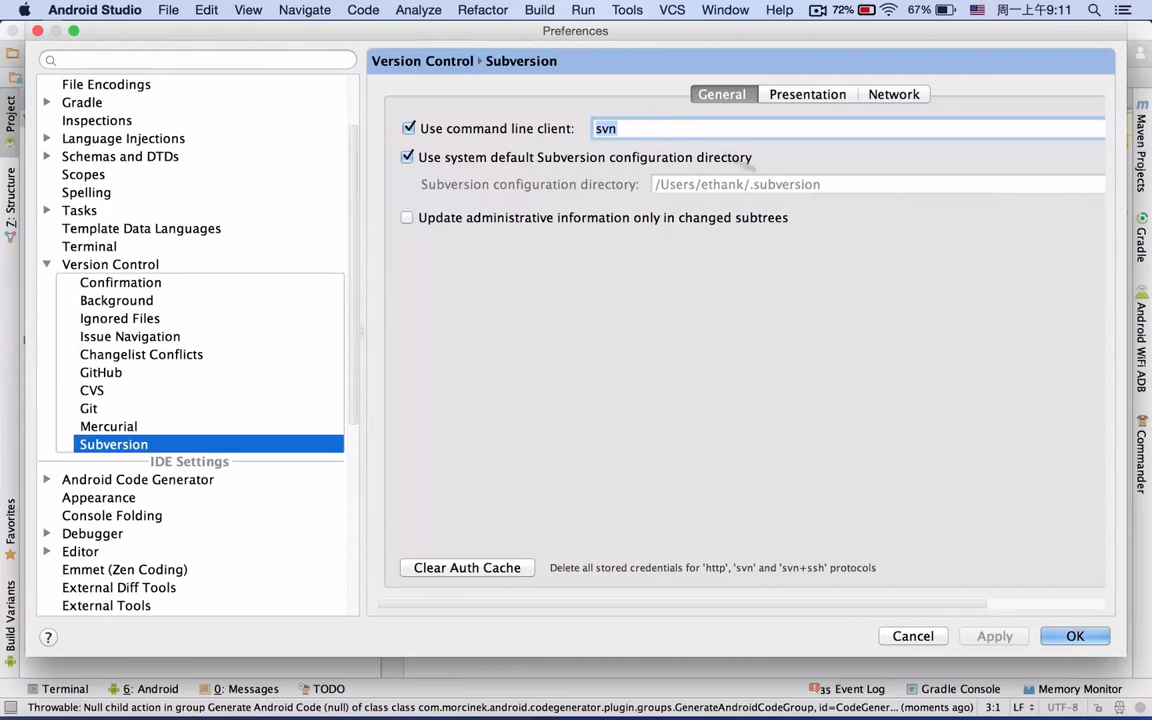 Android Studio File Edit View Navigate Code Analyze Refactor Build Run Tools VCS Window Help 72% 67% 周一上午9:11
Preferences
Project
Z: Structure
Favorites
Build Variants
File Encodings
Gradle
Inspections
Language Injections
Schemas and DTDs
Scopes
Spelling
Tasks
Template Data Languages
Terminal
Version Control
Confirmation
Background
Ignored Files
Issue Navigation
Changelist Conflicts
GitHub
CVS
Git
Mercurial
Subversion
IDE Settings
Android Code Generator
Appearance
Console Folding
Debugger
Editor
Emmet (Zen Coding)
External Diff Tools
External Tools
?
Version Control ▸ Subversion
General Presentation Network
Use command line client: svn
Use system default Subversion configuration directory
Subversion configuration directory: /Users/ethank/.subversion
Update administrative information only in changed subtrees
Clear Auth Cache Delete all stored credentials for 'http', 'svn' and 'svn+ssh' protocols
Cancel Apply OK
m Maven Projects
Gradle
Android WiFi ADB
Commander
Terminal 6: Android 0: Messages TODO 35 Event Log Gradle Console Memory Monitor
Throwable: Null child action in group Generate Android Code (null) of class class com.morcinek.android.codegenerator.plugin.groups.GenerateAndroidCodeGroup, id=CodeGener... (moments ago) 3:1 LF UTF-8